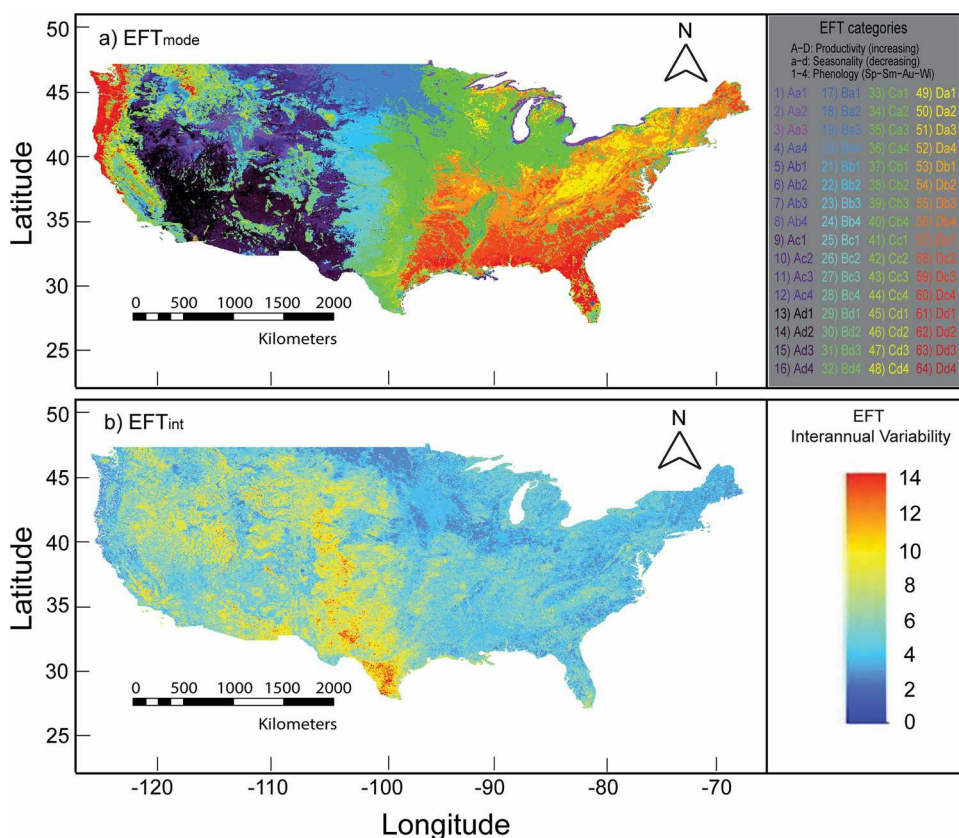 a) EFTmode
N
50
45
40
35
30
25
Latitude
0 500 1000 1500 2000
Kilometers
EFT categories
A–D: Productivity (increasing)
a–d: Seasonality (decreasing)
1–4: Phenology (Sp–Sm–Au–Wi)
1) Aa1 17) Ba1 33) Ca1 49) Da1
2) Aa2 18) Ba2 34) Ca2 50) Da2
3) Aa3 19) Ba3 35) Ca3 51) Da3
4) Aa4 36) Ca4 52) Da4
5) Ab1 21) Bb1 37) Cb1 53) Db1
6) Ab2 22) Bb2 38) Cb2 54) Db2
7) Ab3 23) Bb3 39) Cb3 55) Db3
8) Ab4 24) Bb4 40) Cb4 56) Db4
9) Ac1 25) Bc1 41) Cc1
10) Ac2 26) Bc2 42) Cc2 58) Dc2
11) Ac3 27) Bc3 43) Cc3 59) Dc3
12) Ac4 28) Bc4 44) Cc4 60) Dc4
13) Ad1 29) Bd1 45) Cd1 61) Dd1
14) Ad2 30) Bd2 46) Cd2 62) Dd2
15) Ad3 31) Bd3 47) Cd3 63) Dd3
16) Ad4 32) Bd4 48) Cd4 64) Dd4
b) EFTint
N
50
45
40
35
30
25
Latitude
0 500 1000 1500 2000
Kilometers
EFT
Interannual Variability
14
12
10
8
6
4
2
0
-120 -110 -100 -90 -80 -70
Longitude